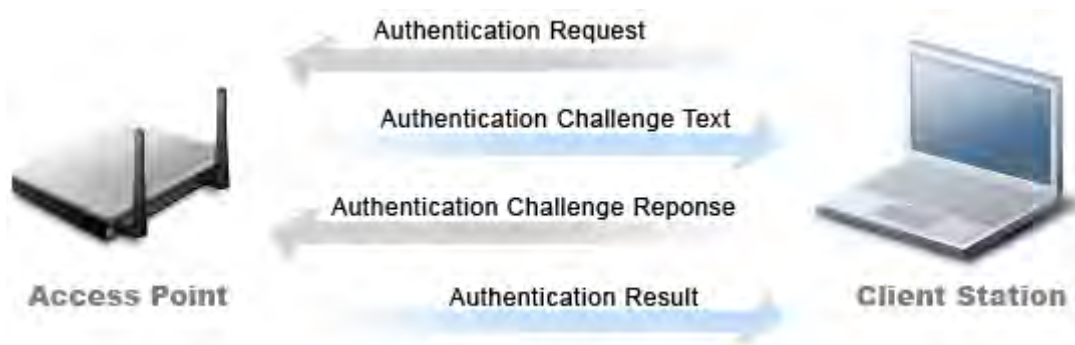 Authentication Request
Authentication Challenge Text
Authentication Challenge Reponse
Access Point
Authentication Result
Client Station